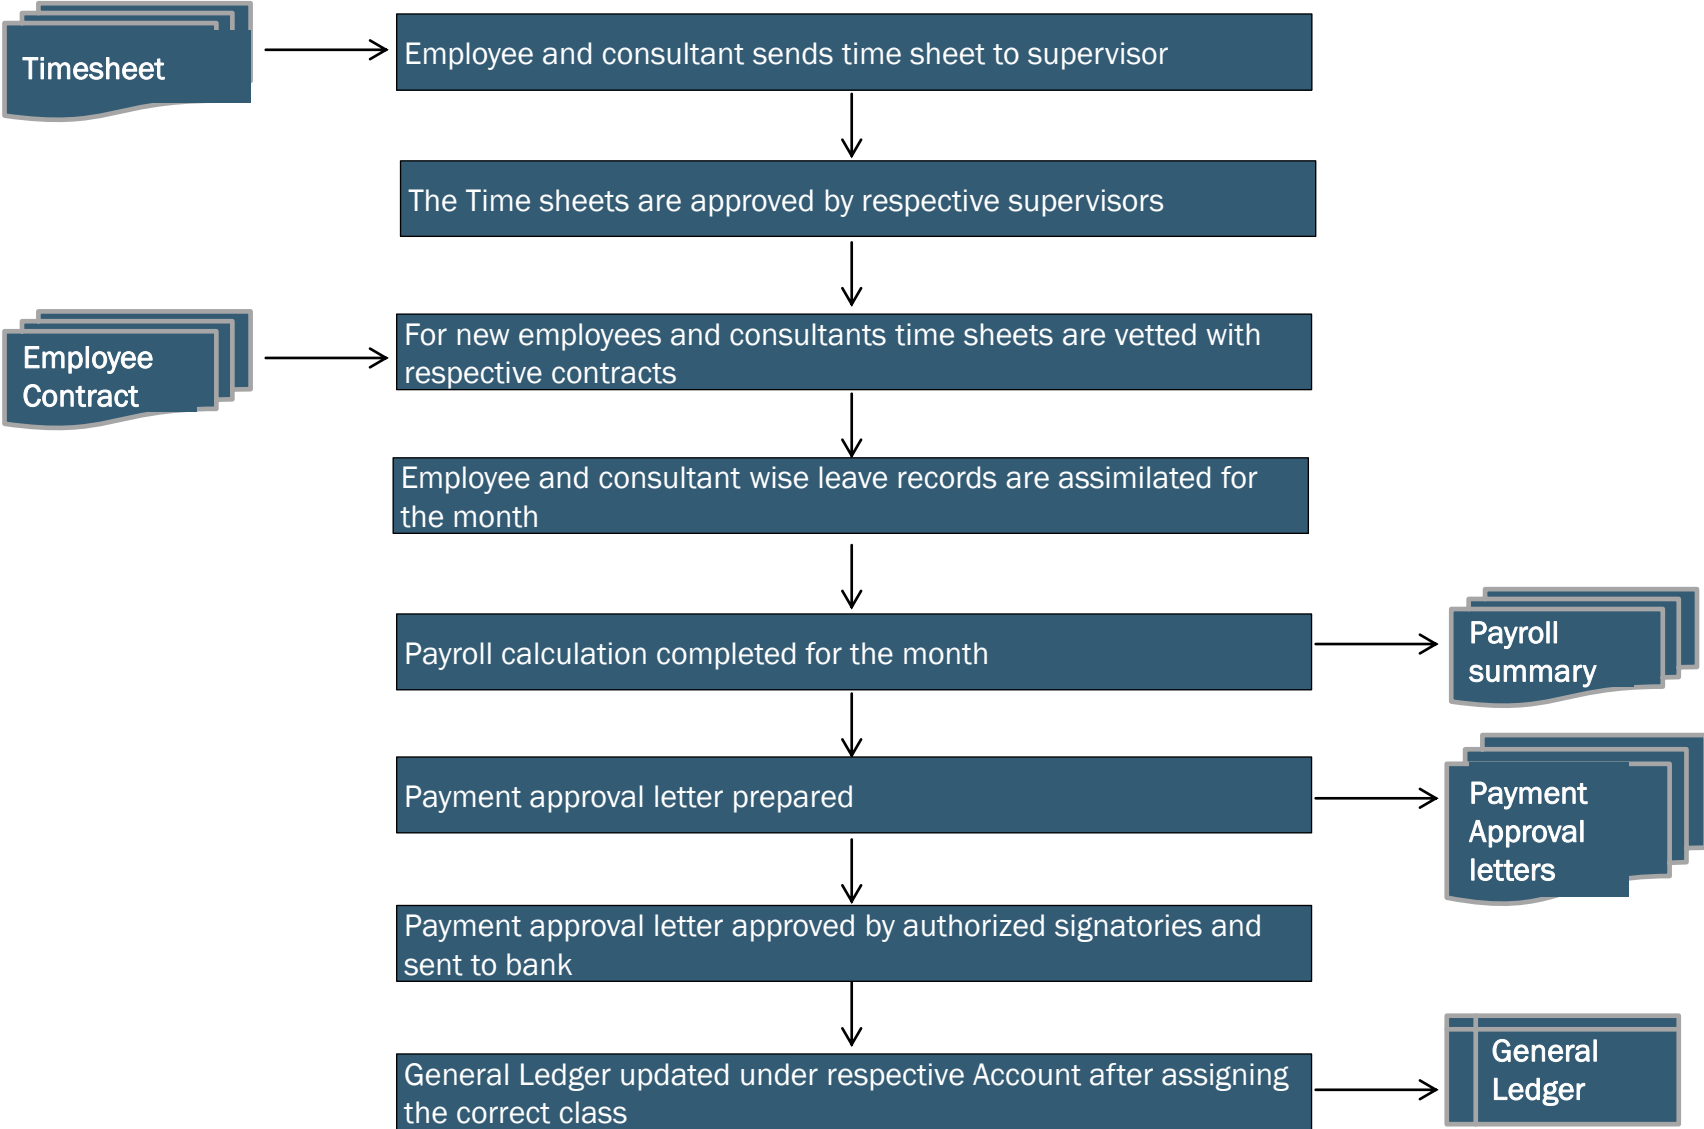 Timesheet
Employee and consultant sends time sheet to supervisor
The Time sheets are approved by respective supervisors
Employee
Contract
For new employees and consultants time sheets are vetted with
respective contracts
Employee and consultant wise leave records are assimilated for
the month
Payroll calculation completed for the month
Payroll
summary
Payment approval letter prepared
Payment
Approval
letters
Payment approval letter approved by authorized signatories and
sent to bank
General Ledger updated under respective Account after assigning
the correct class
General
Ledger